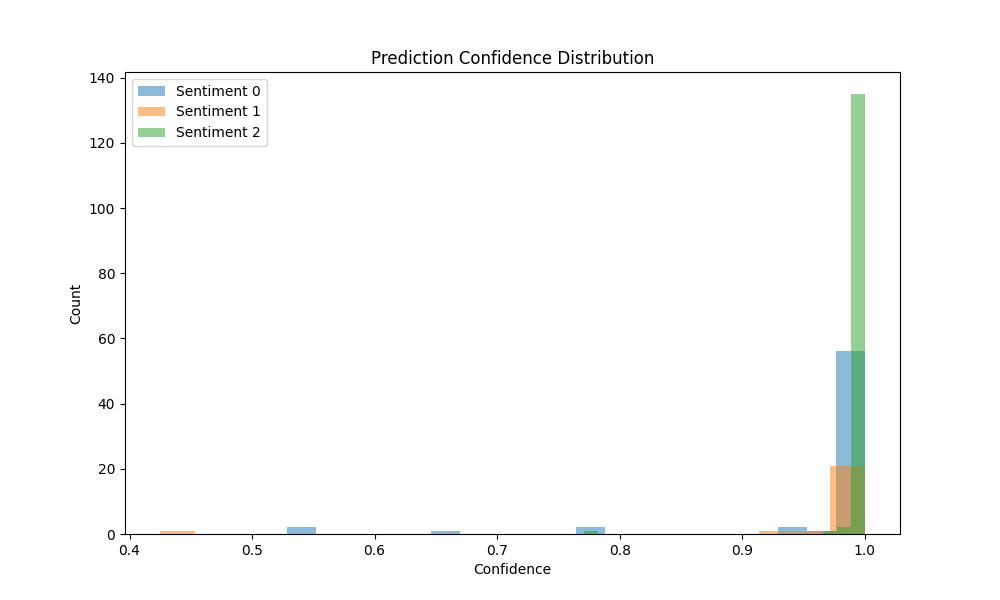 Prediction Confidence Distribution
Sentiment 0
Sentiment 1
Sentiment 2
140
120
100
80
60
40
20
0
Count
0.4 0.5 0.6 0.7 0.8 0.9 1.0
Confidence